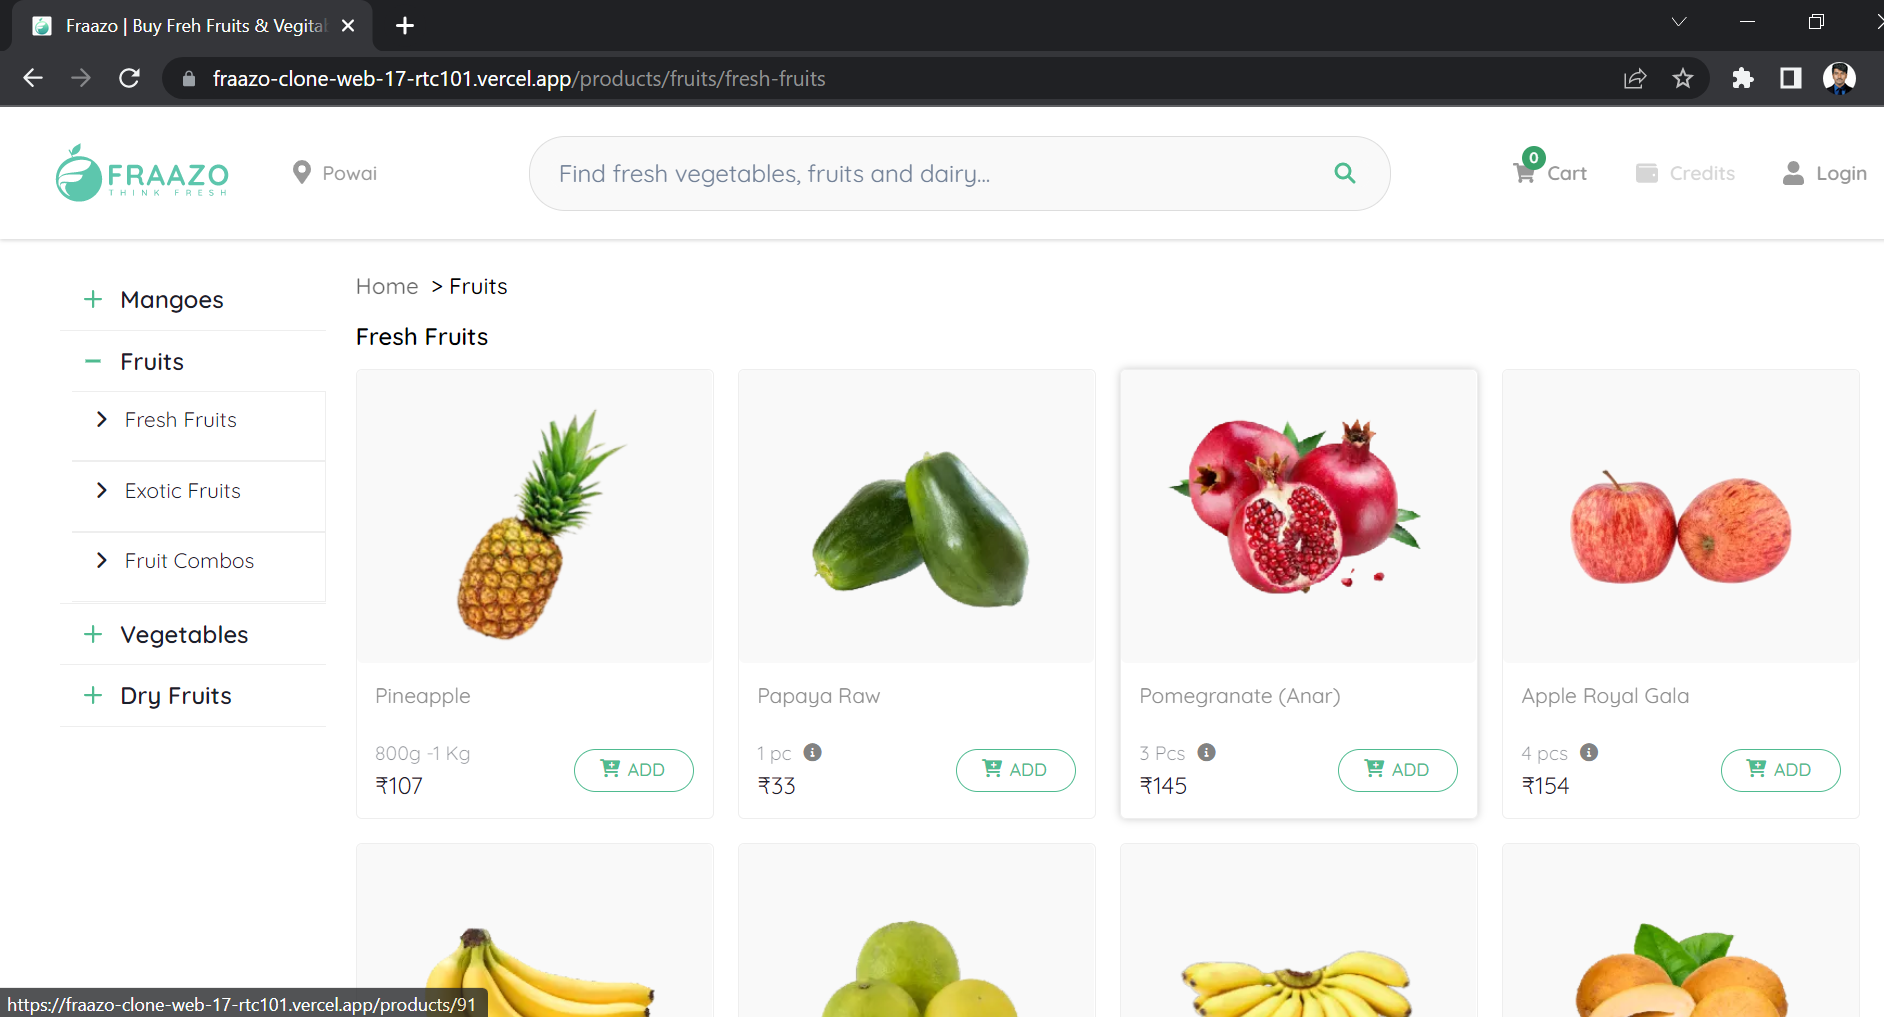 Fraazo | Buy Freh Fruits & Vegita
fraazo-clone-web-17-rtc101.vercel.app/products/fruits/fresh-fruits
FRAAZO
THINK FRESH
Powai
Find fresh vegetables, fruits and dairy...
0
Cart
Credits
Login
Mangoes
Fruits
Fresh Fruits
Exotic Fruits
Fruit Combos
Vegetables
Dry Fruits
Home > Fruits
Fresh Fruits
Pineapple
800g -1 Kg
₹107
ADD
Papaya Raw
1 pc
₹33
ADD
Pomegranate (Anar)
3 Pcs
₹145
ADD
Apple Royal Gala
4 pcs
₹154
ADD
https://fraazo-clone-web-17-rtc101.vercel.app/products/91